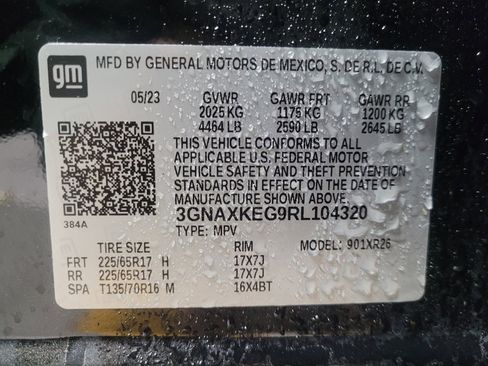 gm MFD BY GENERAL MOTORS DE MEXICO, S. DE R.L. DE C.V.
05/23 GVWR GAWR FRT GAWR RR
2025 KG 1175 KG 1200 KG
4464 LB 2590 LB 2645 LB
THIS VEHICLE CONFORMS TO ALL
APPLICABLE U.S. FEDERAL MOTOR
VEHICLE SAFETY AND THEFT PREVENTION
STANDARDS IN EFFECT ON THE DATE OF
MANUFACTURE SHOWN ABOVE.
3GNAXKEG9RL104320
384A TYPE: MPV
TIRE SIZE RIM MODEL: 901XR26
FRT 225/65R17 H 17X7J
RR 225/65R17 H 17X7J
SPA T135/70R16 M 16X4BT